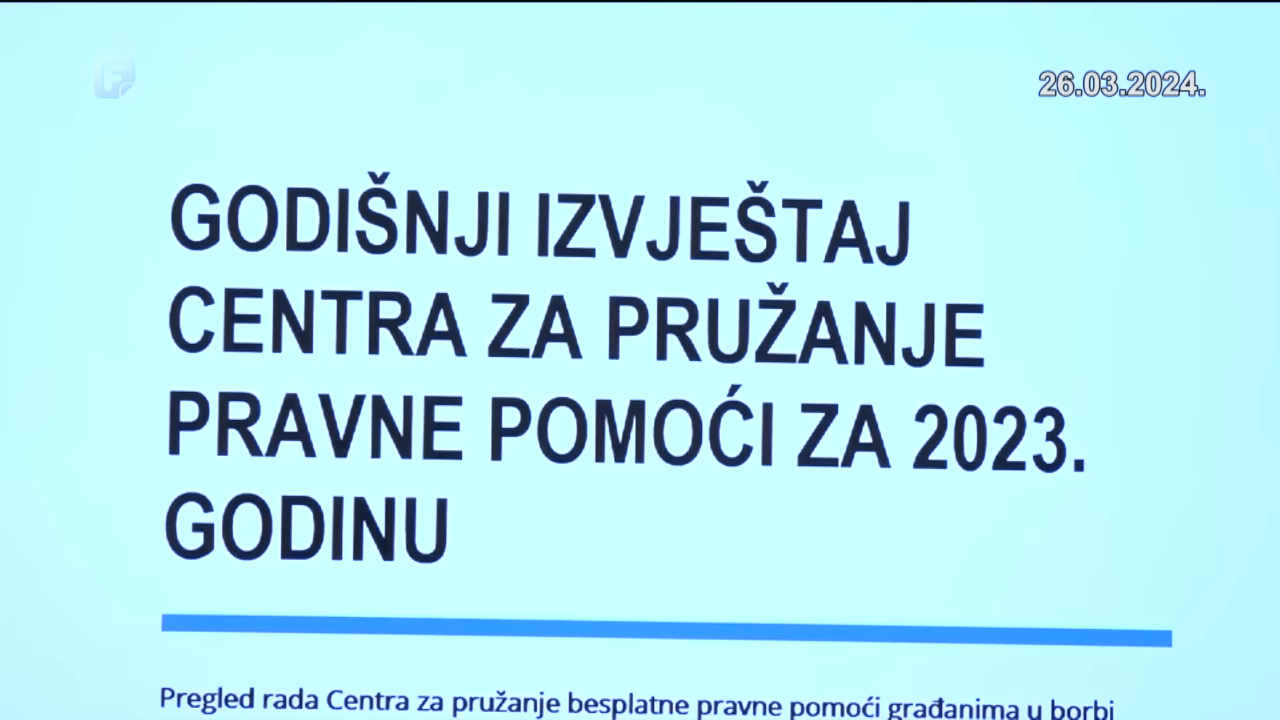 F
26.03.2024.
GODIŠNJI IZVJEŠTAJ
CENTRA ZA PRUŽANJE
PRAVNE POMOĆI ZA 2023.
GODINU
Pregled rada Centra za pružanje besplatne pravne pomoći građanima u borbi